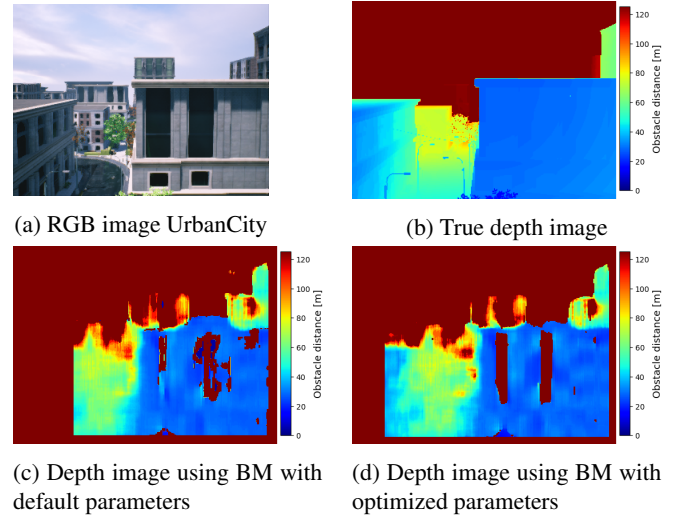 120
100
80
60
40
20
0
Obstacle distance [m]
(a) RGB image UrbanCity
(b) True depth image
120
100
80
60
40
20
0
Obstacle distance [m]
120
100
80
60
40
20
0
Obstacle distance [m]
(c) Depth image using BM with
default parameters
(d) Depth image using BM with
optimized parameters